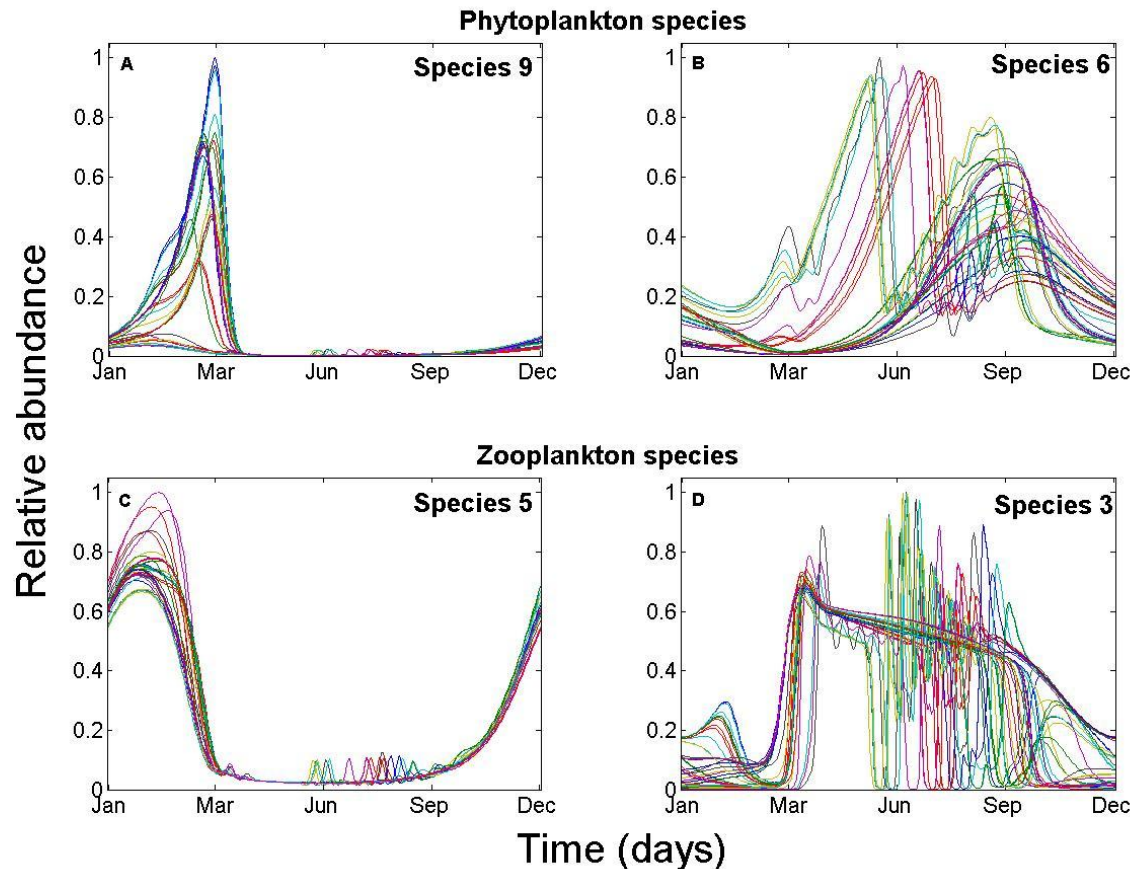 Phytoplankton species
A
Species 9
1
0.8
0.6
0.4
0.2
0
Jan
Mar
Jun
Sep
Dec
B
Species 6
1
0.8
0.6
0.4
0.2
0
Jan
Mar
Jun
Sep
Dec
Relative abundance
Zooplankton species
C
Species 5
1
0.8
0.6
0.4
0.2
0
Jan
Mar
Jun
Sep
Dec
D
Species 3
1
0.8
0.6
0.4
0.2
0
Jan
Mar
Jun
Sep
Dec
Time (days)